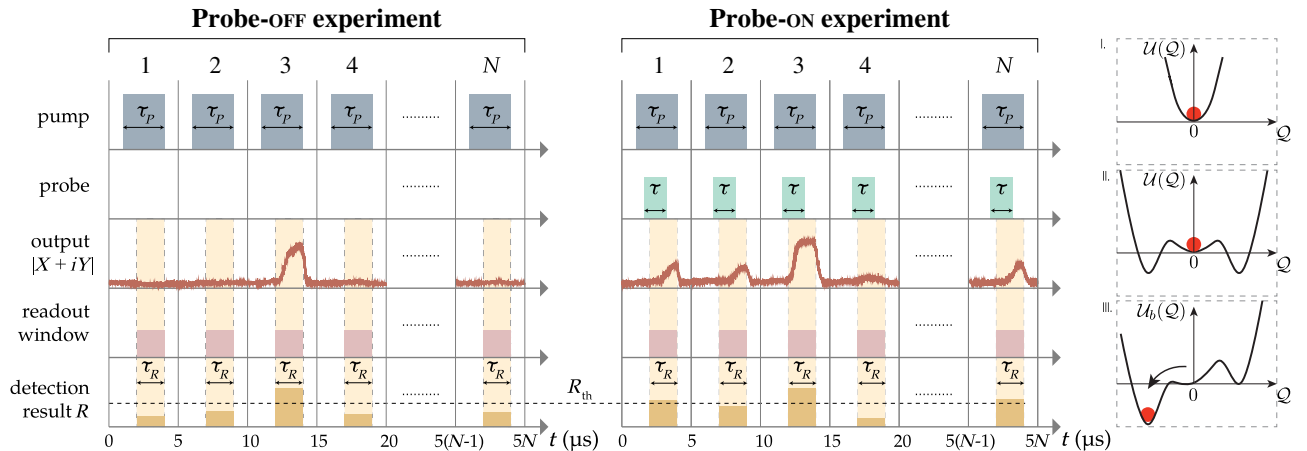 Probe-OFF experiment
Probe-ON experiment
1 2 3 4 N
1 2 3 4 N
pump
τP τP τP τP ......... τP
τP τP τP τP ......... τP
probe
.........
τ τ τ τ ......... τ
output
|X + iY|
.........
.........
readout
window
.........
.........
detection
result R
τR τR τR τR ......... τR
Rth
τR τR τR τR ......... τR
0 5 10 15 20 5(N-1) 5N t (μs)
0 5 10 15 20 5(N-1) 5N t (μs)
I.
U(Q)
0 Q
II.
U(Q)
0 Q
III.
Ub(Q)
0 Q